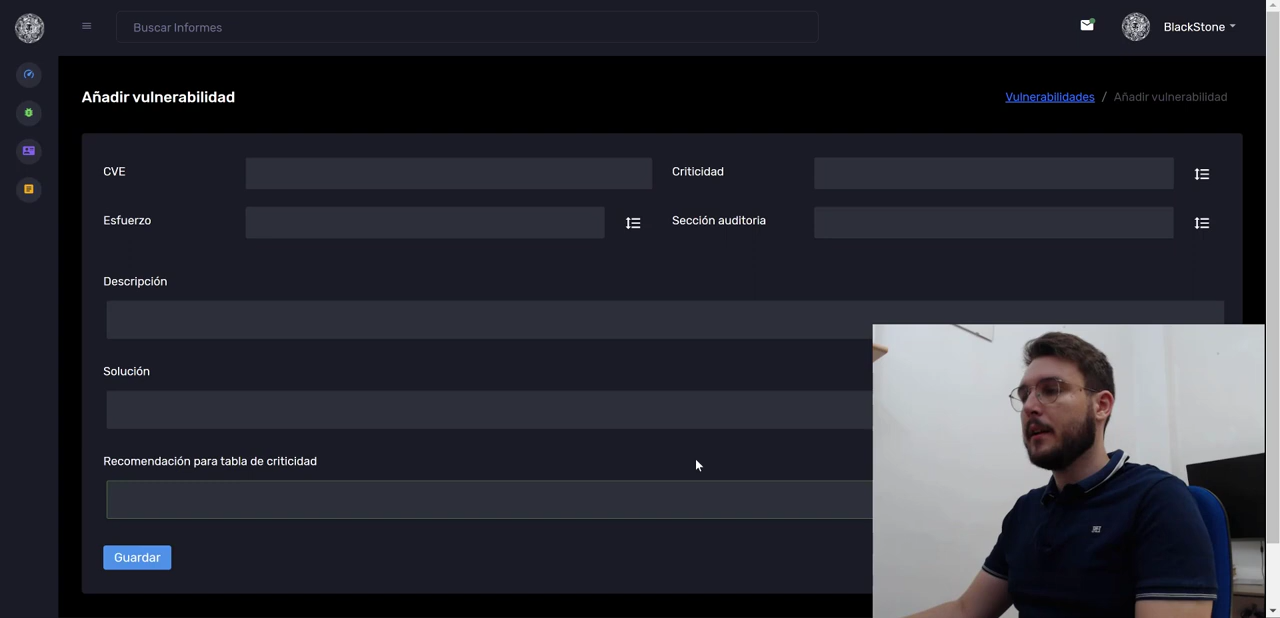 Buscar Informes
BlackStone
Añadir vulnerabilidad
Vulnerabilidades / Añadir vulnerabilidad
CVE
Criticidad
Esfuerzo
Sección auditoria
Descripción
Solución
Recomendación para tabla de criticidad
Guardar